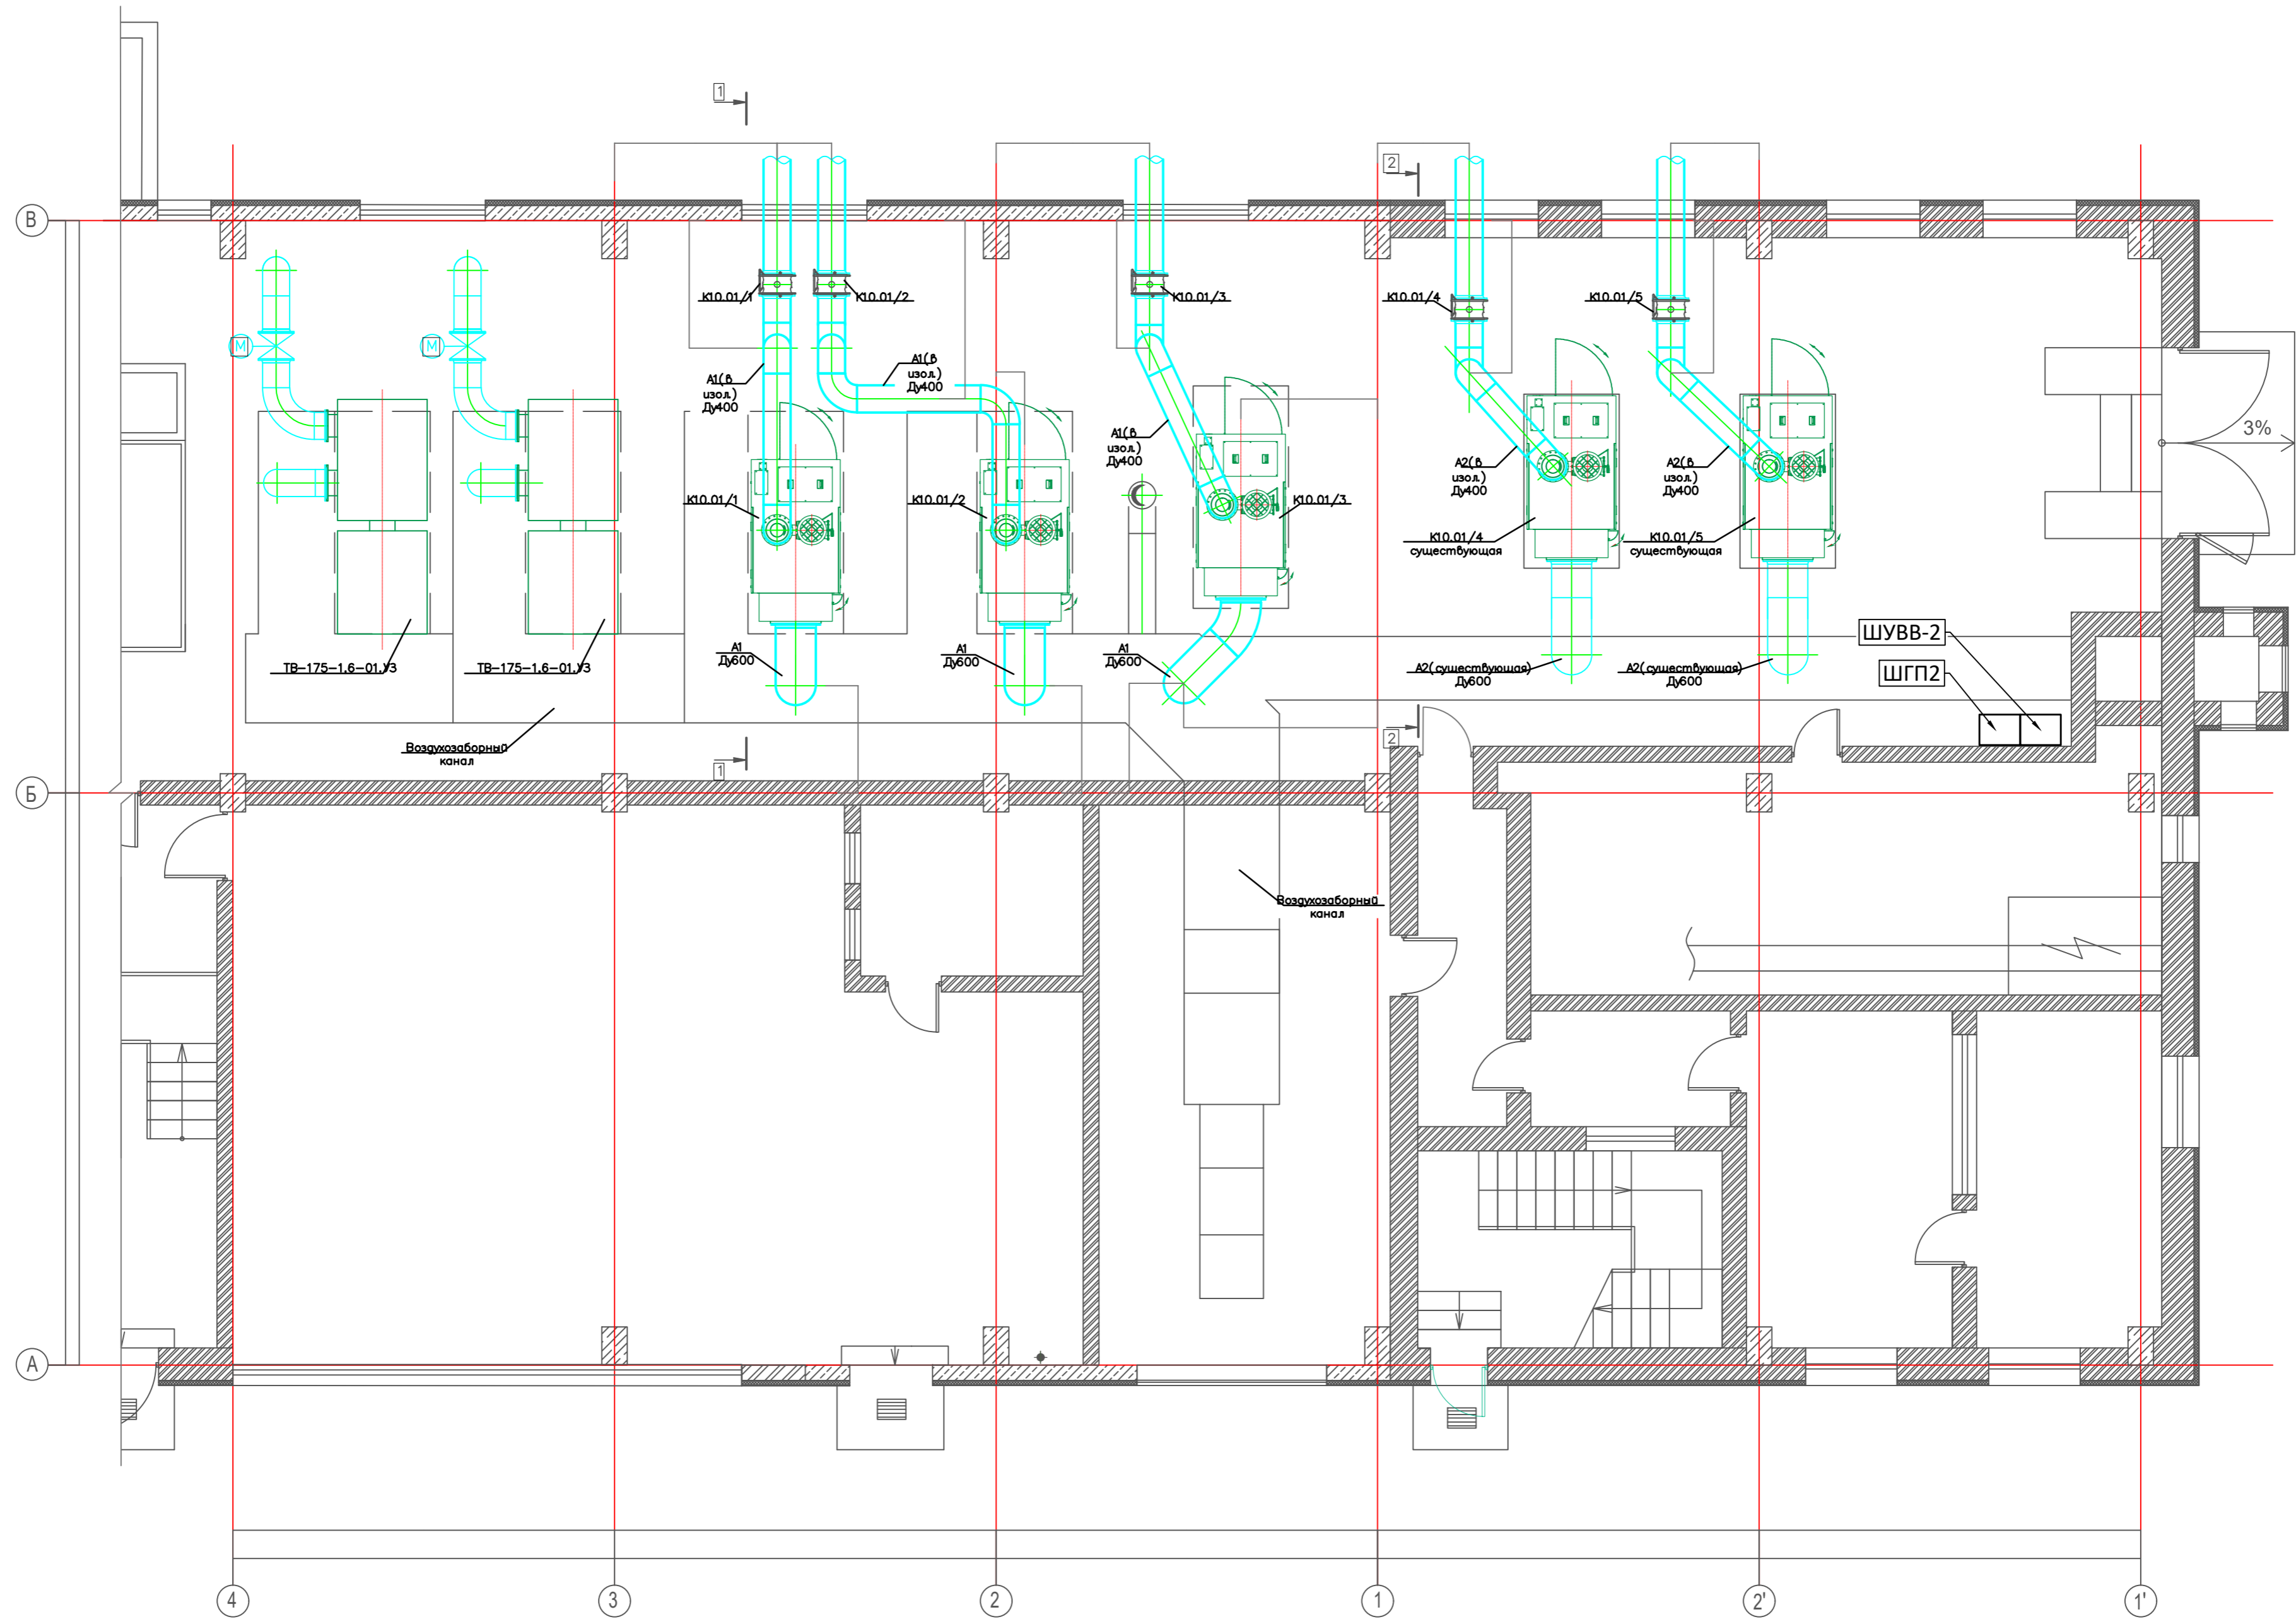 1
2
В
К10.01/1
К10.01/2
К10.01/3
К10.01/4
К10.01/5
М
М
А1(в
изол.)
Ду400
А1(в
изол.)
Ду400
А1(в
изол.)
Ду400
А2(в
изол.)
Ду400
А2(в
изол.)
Ду400
3%
К10.01/1
К10.01/2
К10.01/3
К10.01/4
существующая
К10.01/5
существующая
ШУВВ-2
ШГП2
ТВ-175-1.6-01.У3
ТВ-175-1.6-01.У3
А1
Ду600
А1
Ду600
А1
Ду600
А2(существующая)
Ду600
А2(существующая)
Ду600
Воздухозаборный
канал
1
2
Б
Воздухозаборный
канал
А
4
3
2
1
2'
1'